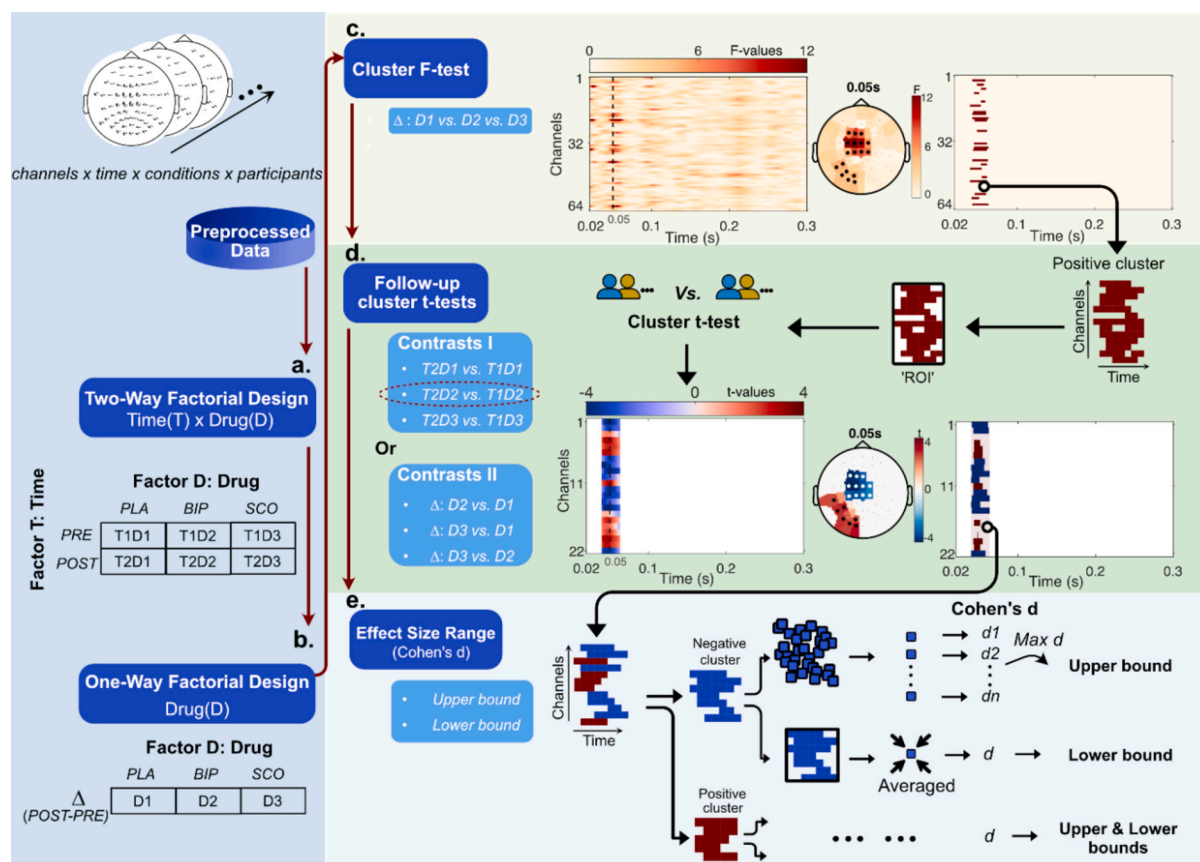 channels x time x conditions x participants
Preprocessed
Data
a.
Two-Way Factorial Design
Time(T) x Drug(D)
Factor D: Drug
Factor T: Time
PLA BIP SCO
PRE T1D1 T1D2 T1D3
POST T2D1 T2D2 T2D3
b.
One-Way Factorial Design
Drug(D)
Factor D: Drug
PLA BIP SCO
Δ D1 D2 D3
(POST-PRE)
c.
Cluster F-test
Δ : D1 vs. D2 vs. D3
0 6 F-values 12
Channels
1
32
64
0.02 0.05 0.1 0.2 0.3
Time (s)
0.05s
F
12
6
0
1
32
64
0.02 0.1 0.2 0.3
Time (s)
d.
Follow-up
cluster t-tests
Contrasts I
• T2D1 vs. T1D1
• T2D2 vs. T1D2
• T2D3 vs. T1D3
Or
Contrasts II
• Δ: D2 vs. D1
• Δ: D3 vs. D1
• Δ: D3 vs. D2
Vs.
Cluster t-test
'ROI'
Positive cluster
Channels
Time
-4 0 t-values 4
Channels
1
11
22
0.02 0.05 0.1 0.2 0.3
Time (s)
0.05s
t
4
0
-4
1
11
22
0.02 0.1 0.2 0.3
Time (s)
e.
Effect Size Range
(Cohen's d)
• Upper bound
• Lower bound
Channels
Time
Negative
cluster
Cohen's d
d1
d2
dn
Max d
Upper bound
Averaged
d
Lower bound
Positive
cluster
d
Upper & Lower
bounds